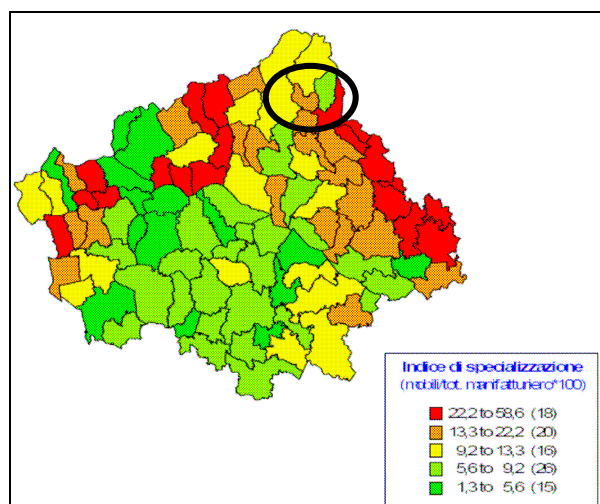 Indice di specializzazione
(mobili/tot. manifatturiero*100)
22,2 to 58,6 (18)
13,3 to 22,2 (20)
9,2 to 13,3 (16)
5,6 to 9,2 (26)
1,3 to 5,6 (15)